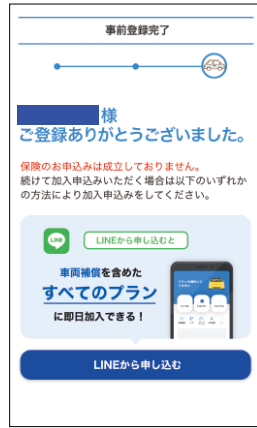 事前登録完了
様
ご登録ありがとうございました。
保険のお申込みは成立しておりません。
続けて加入申込みいただく場合は以下のいずれか
の方法により加入申込みをしてください。
LINE
LINEから申し込むと
車両補償を含めた
すべてのプラン
に即日加入できる！
LINEから申し込む